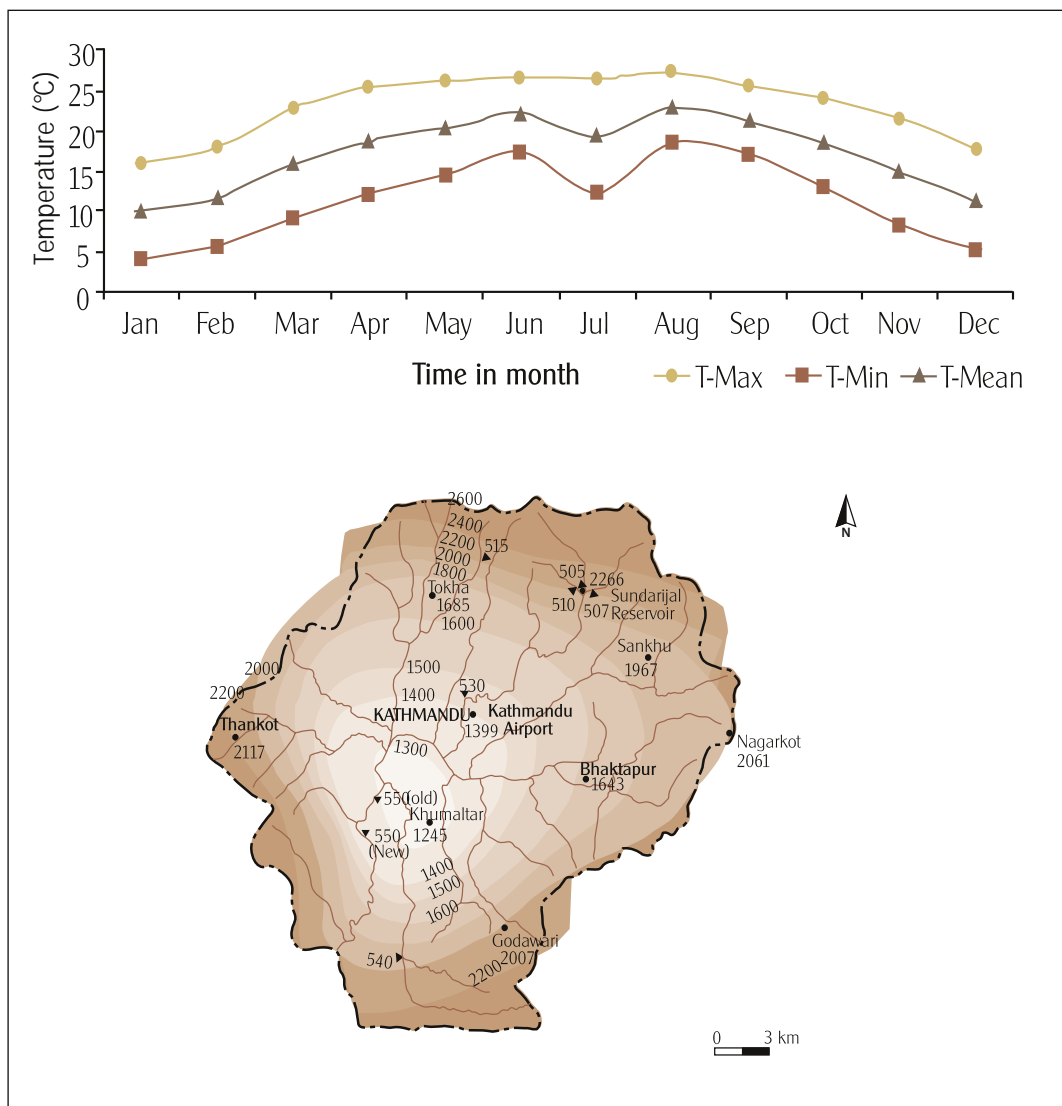 30
25
20
15
10
5
0
Temperature (°C)
Jan Feb Mar Apr May Jun Jul Aug Sep Oct Nov Dec
Time in month
T-Max T-Min T-Mean
N
2600
2400
2200
2000
1800
515
505
2266
510
507
Sundarijal
Reservoir
Tokha
1685
1600
Sankhu
1967
1500
2000
2200
1400
530
KATHMANDU
1399
Kathmandu
Airport
Thankot
2117
1300
Nagarkot
2061
Bhaktapur
1643
550(old)
Khumaltar
1245
550
(New)
1400
1500
1600
Godawari
2007
540
2200
0 3 km